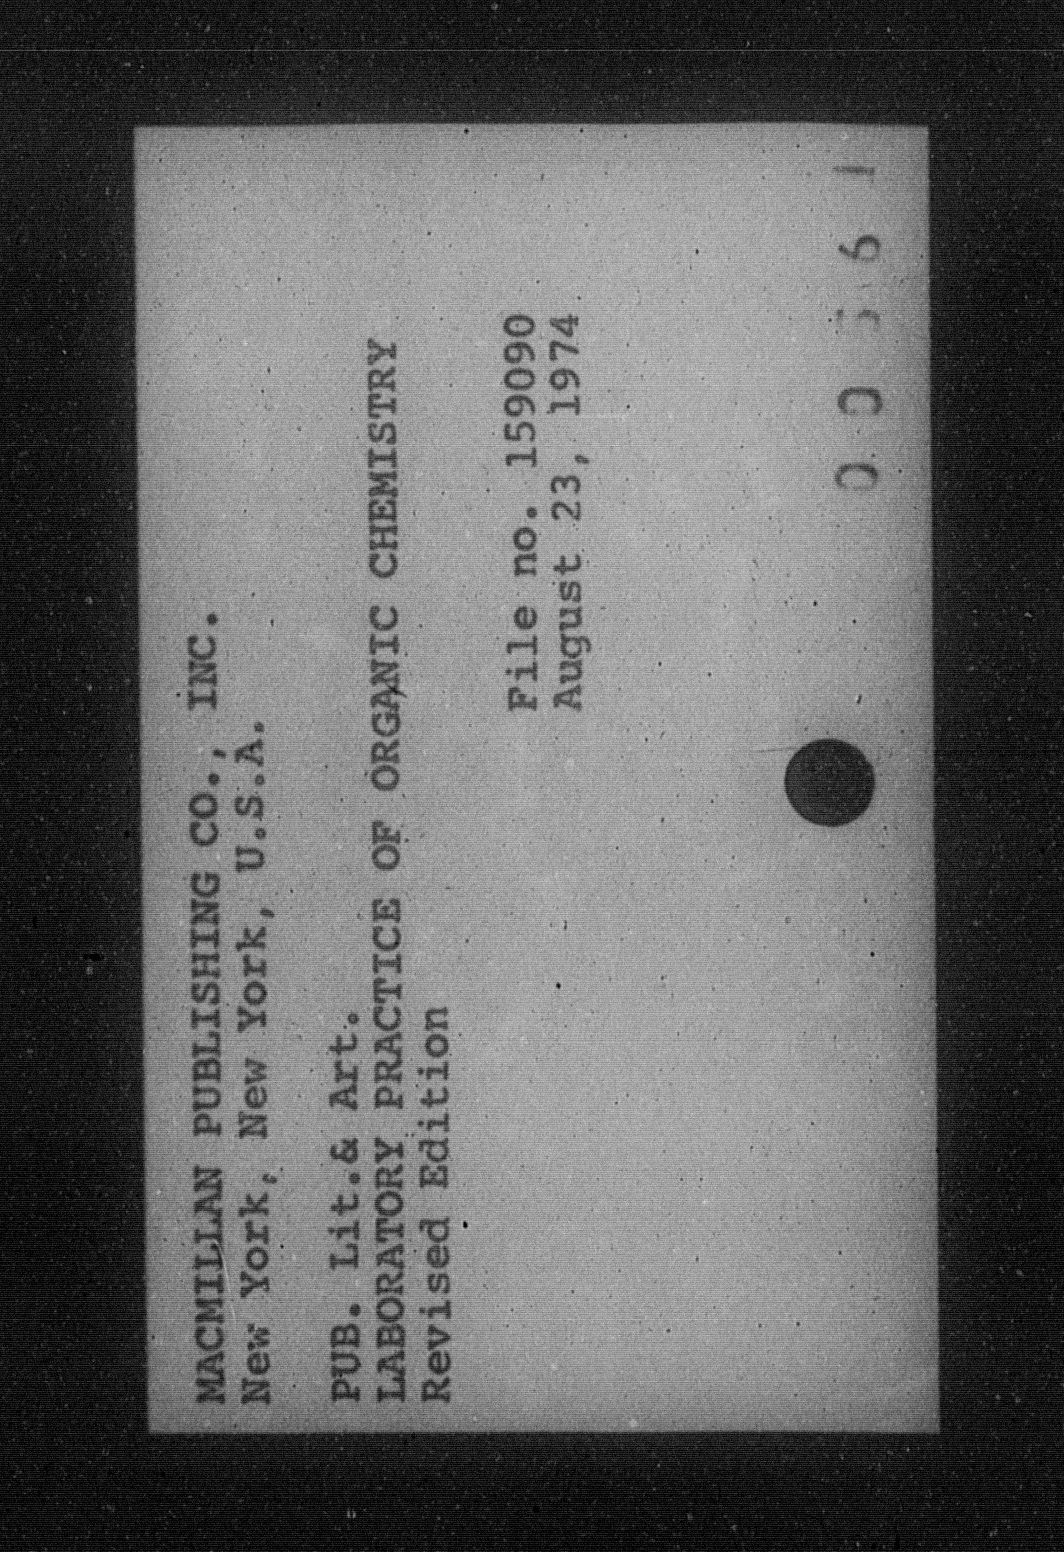 MACMILLAN PUBLISHING CO., INC.
New York, New York, U.S.A.
PUB. Lit.& Art.
LABORATORY PRACTICE OF ORGANIC CHEMISTRY
Revised Edition
File no. 159090
August 23, 1974